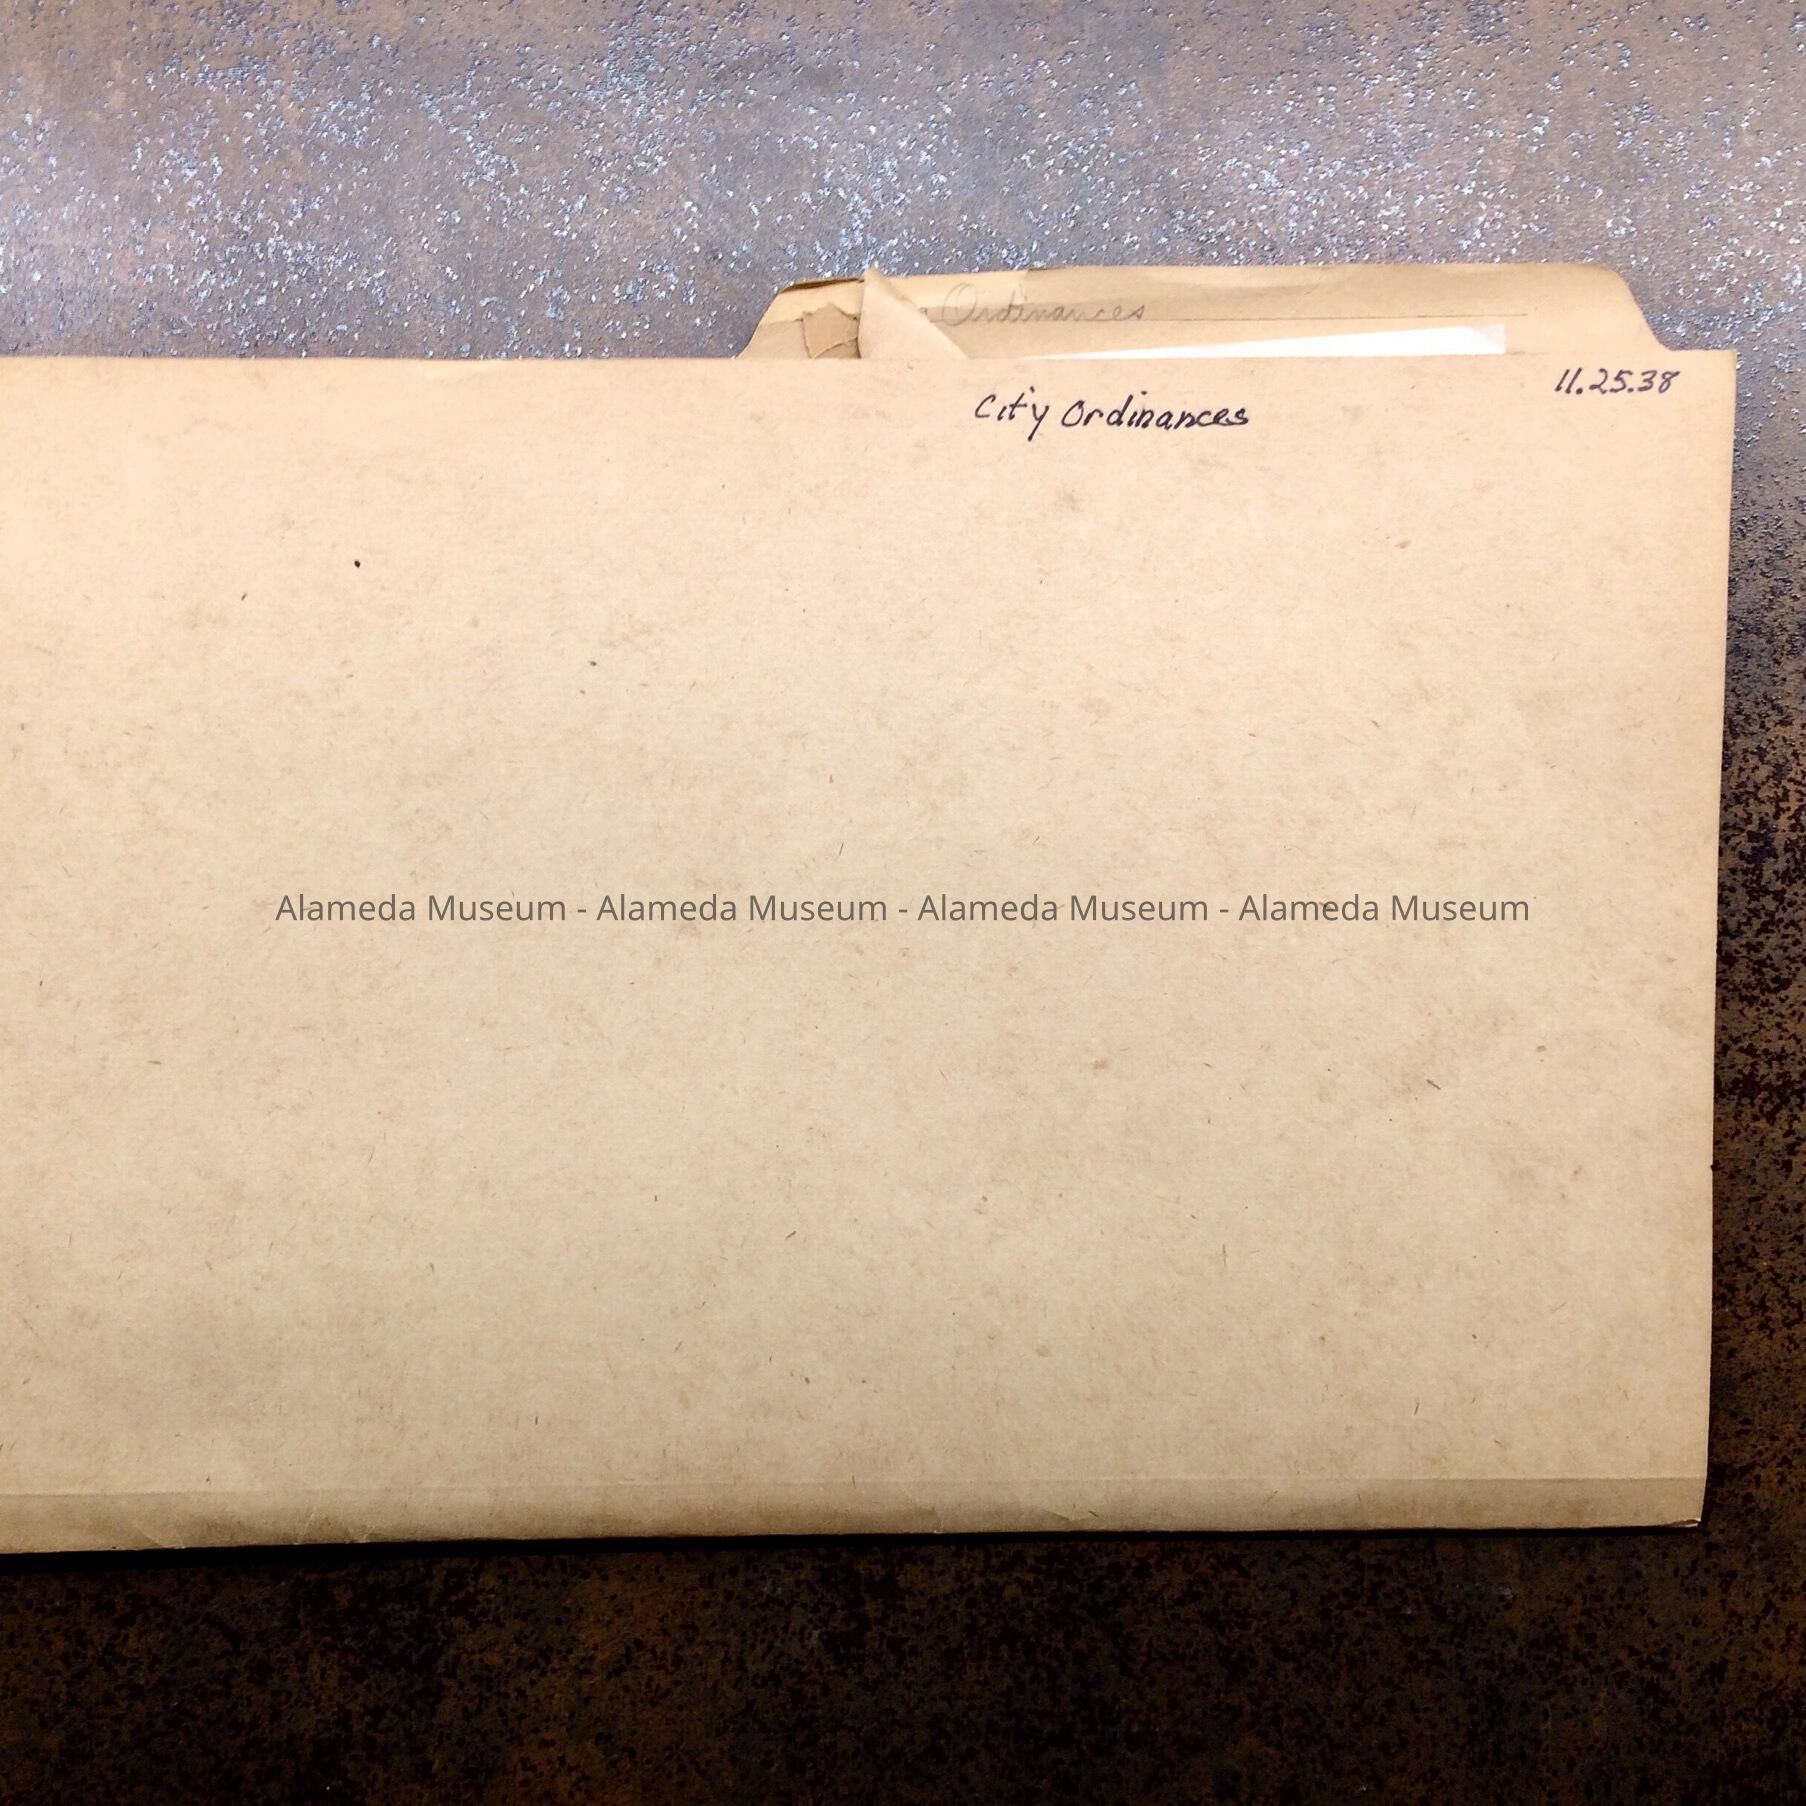 Ordinances
11.25.38
City Ordinances
Alameda Museum - Alameda Museum - Alameda Museum - Alameda Museum